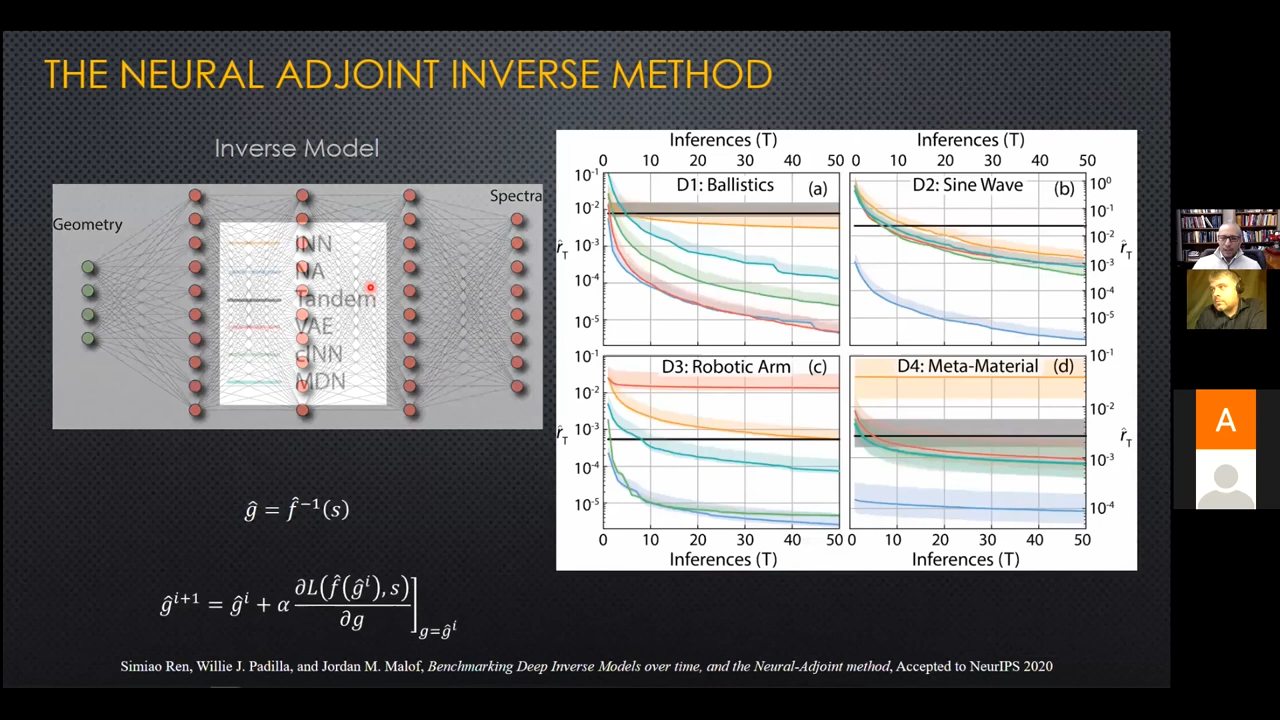 THE NEURAL ADJOINT INVERSE METHOD
Inverse Model
Spectra
Geometry
INN
NA
Tandem
VAE
cINN
MDN
Inferences (T)
0 10 20 30 40 50
D1: Ballistics (a)
10⁻¹
10⁻²
10⁻³
10⁻⁴
10⁻⁵
r̂_T
Inferences (T)
0 10 20 30 40 50
D2: Sine Wave (b)
10⁰
10⁻¹
10⁻²
10⁻³
10⁻⁴
10⁻⁵
r̂_T
D3: Robotic Arm (c)
10⁻¹
10⁻²
10⁻³
10⁻⁴
10⁻⁵
r̂_T
0 10 20 30 40 50
Inferences (T)
D4: Meta-Material (d)
10⁻¹
10⁻²
10⁻³
10⁻⁴
r̂_T
0 10 20 30 40 50
Inferences (T)
ĝ = f̂⁻¹(s)
ĝⁱ⁺¹ = ĝⁱ + α ∂L(f̂(ĝⁱ), s)/∂g ]_{g=ĝⁱ}
Simiao Ren, Willie J. Padilla, and Jordan M. Malof, Benchmarking Deep Inverse Models over time, and the Neural-Adjoint method, Accepted to NeurIPS 2020
A